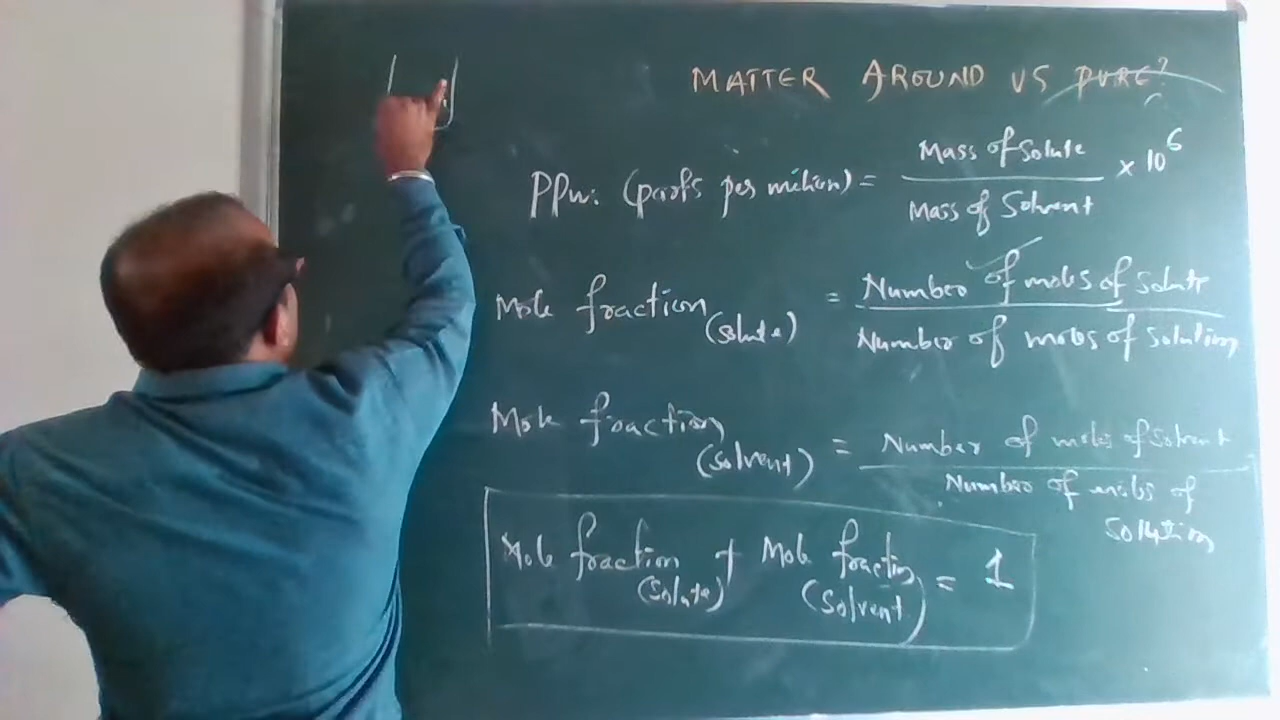 MATTER AROUND US PURE?
PPm: (parts per million) = Mass of Solute × 10^6
Mass of Solvent
Mole fraction (solute) = Number of moles of solute
Number of moles of solution
Mole fraction (solvent) = Number of moles of solvent
Number of moles of
solution
Mole fraction (solute) + Mole fraction (solvent) = 1